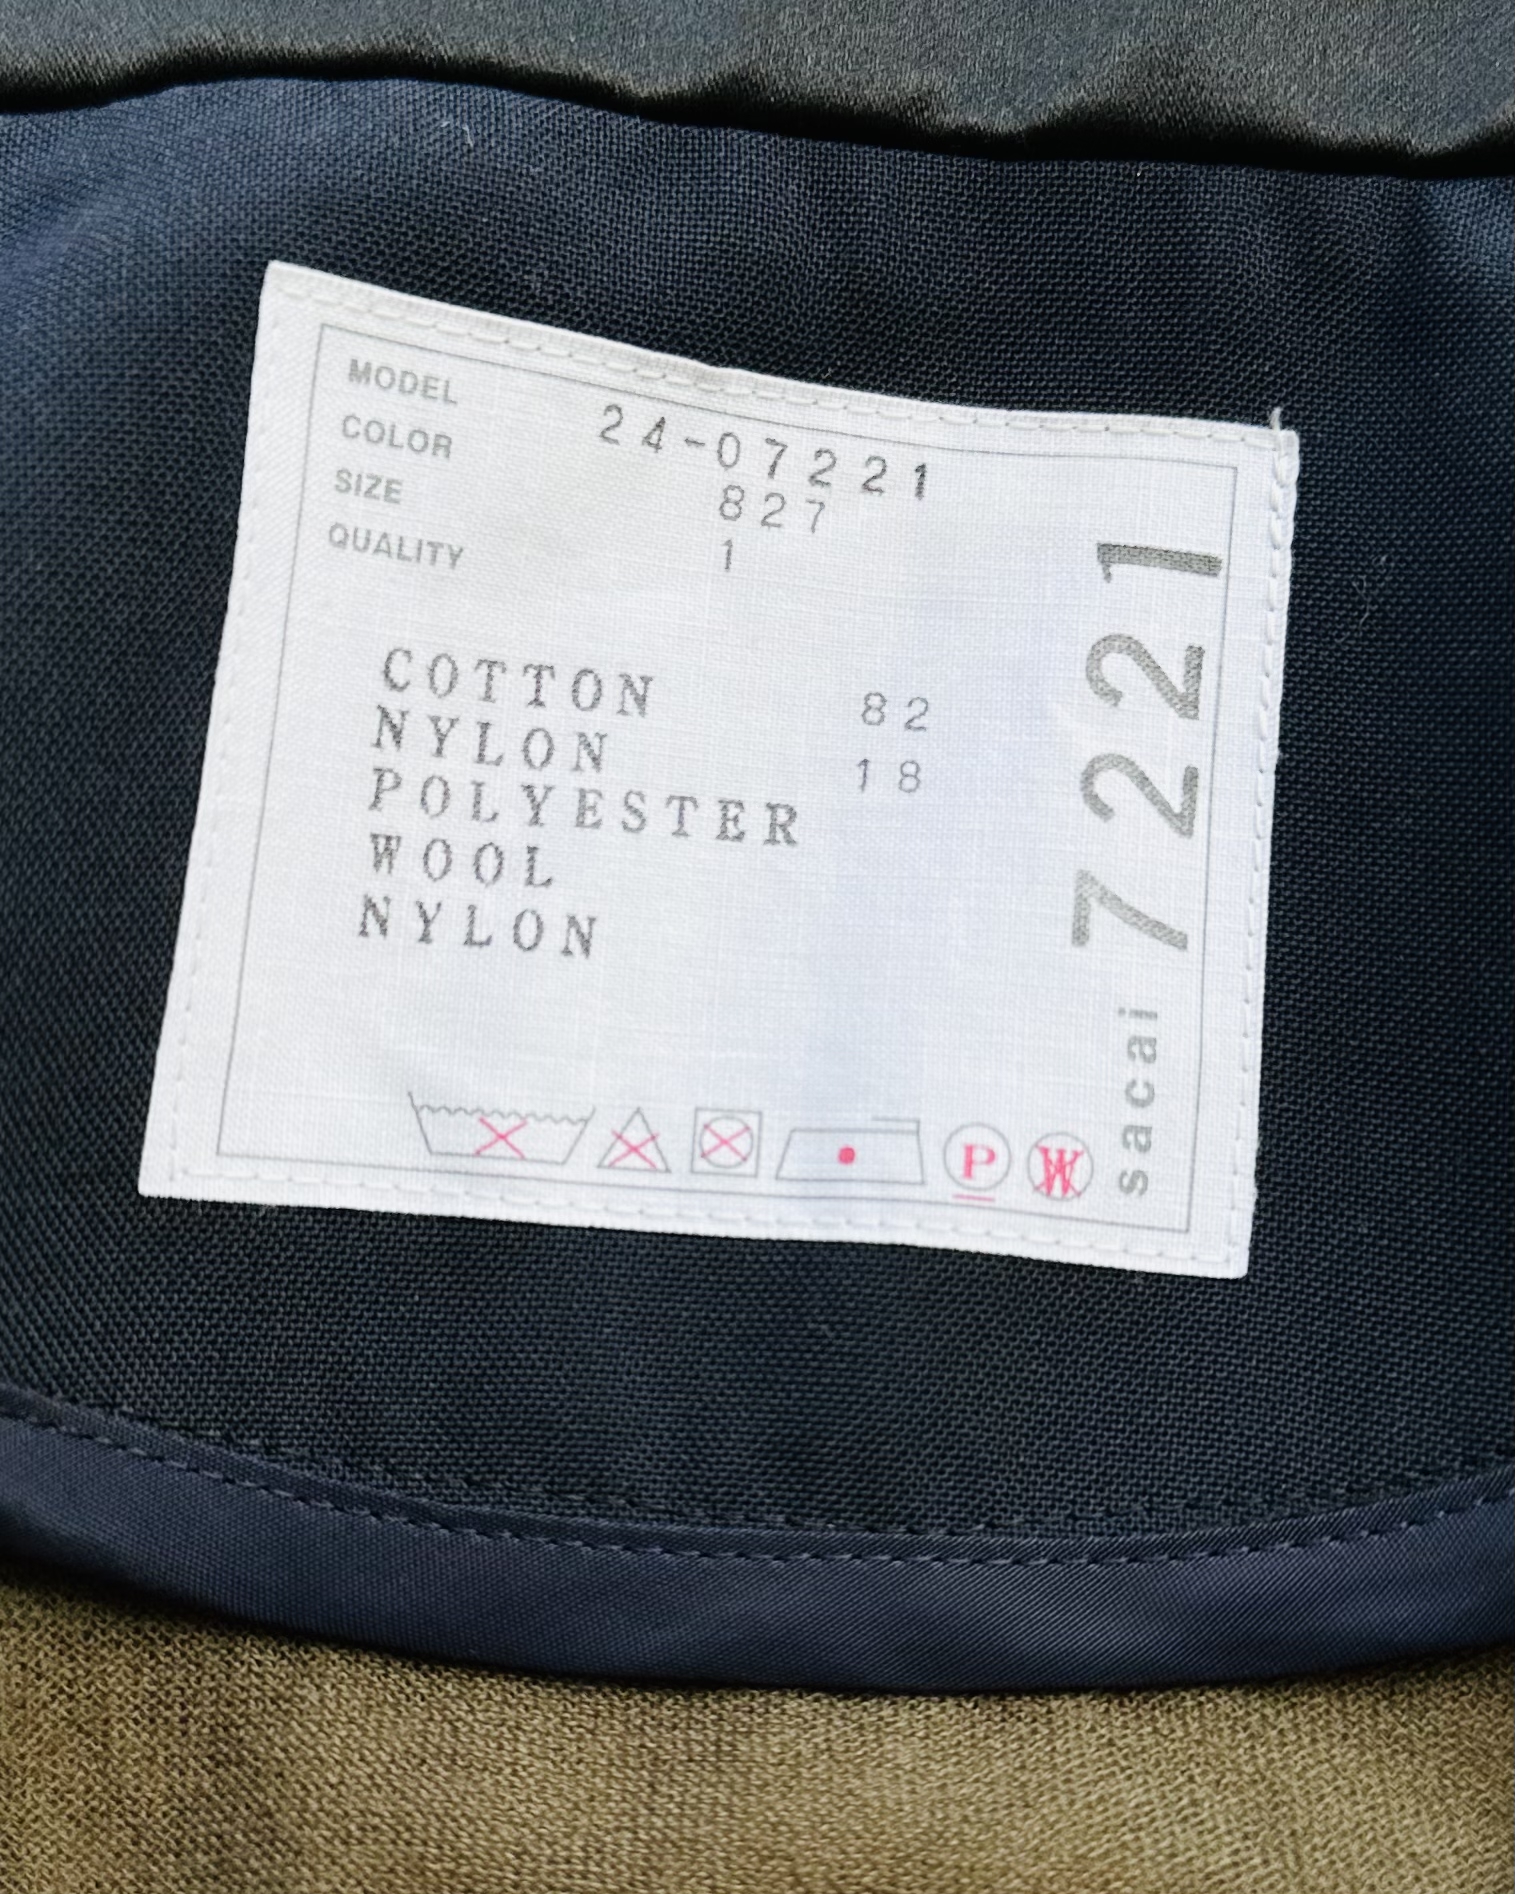 MODEL 24-07221
COLOR 827
SIZE 1
QUALITY
COTTON 82
NYLON 18
POLYESTER
WOOL
NYLON
P W
sacai 7221